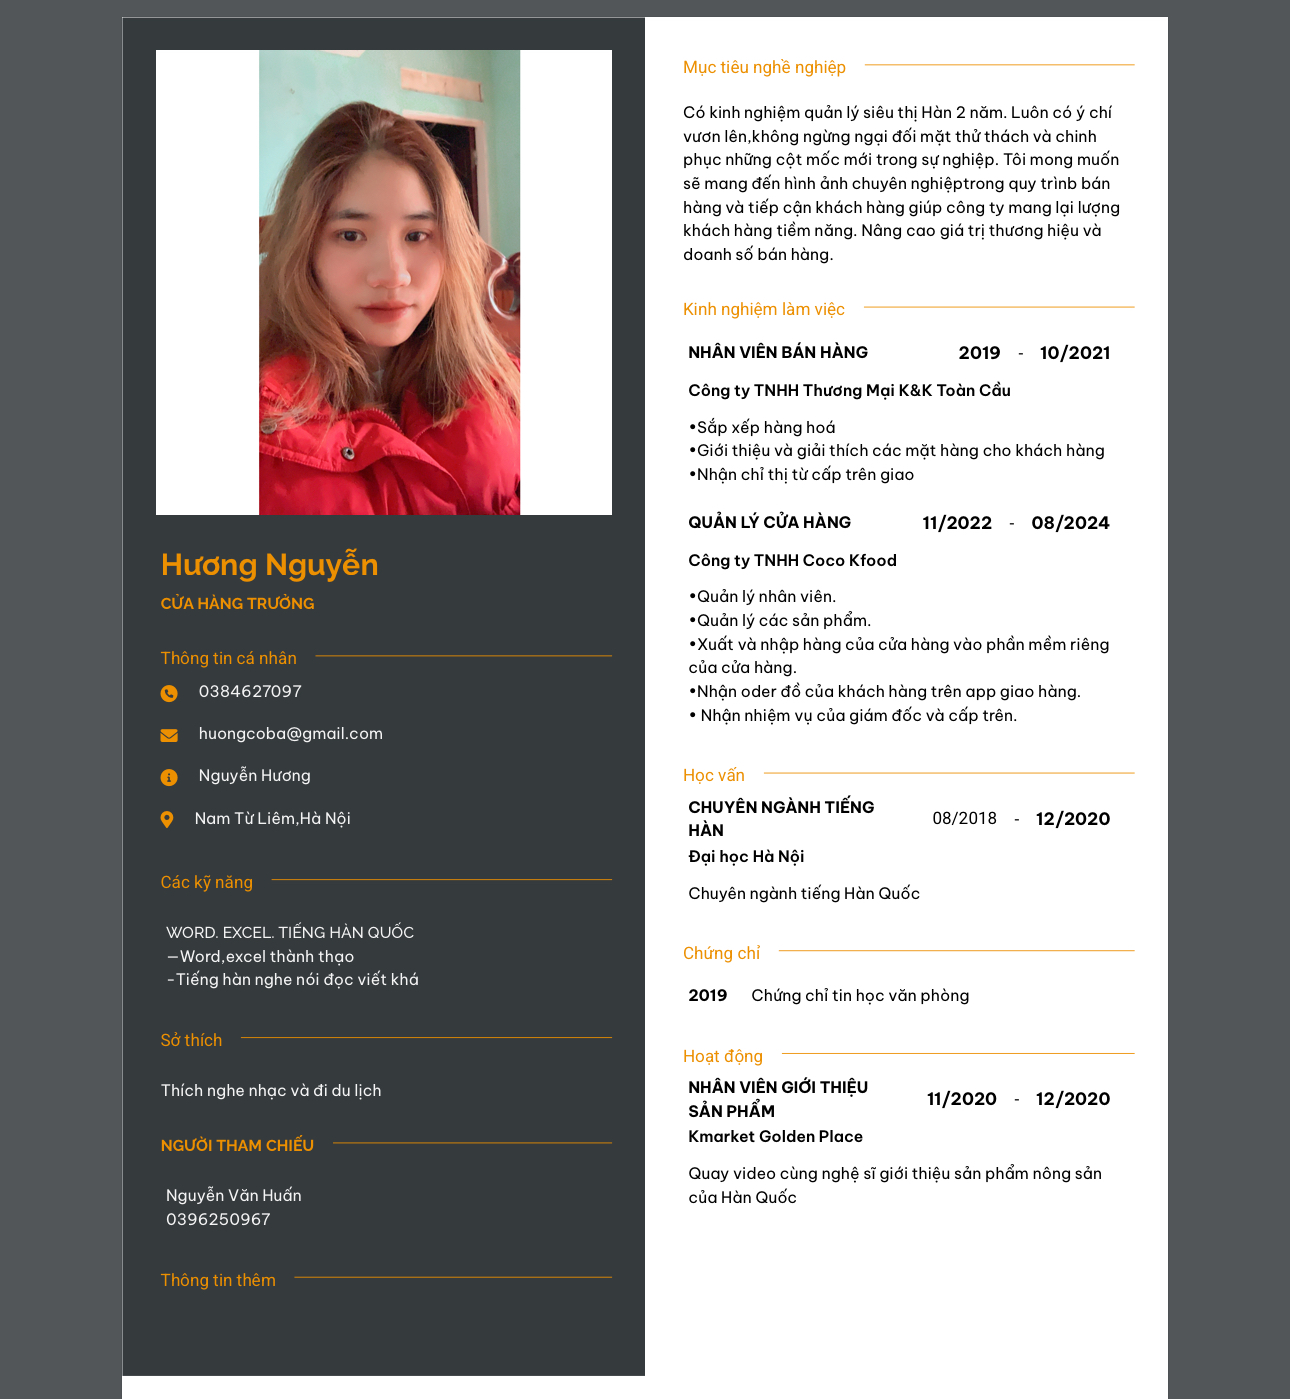 Hương Nguyễn
CỬA HÀNG TRƯỞNG
Thông tin cá nhân
0384627097
huongcoba@gmail.com
Nguyễn Hương
Nam Từ Liêm,Hà Nội
Các kỹ năng
WORD. EXCEL. TIẾNG HÀN QUỐC
—Word,excel thành thạo
-Tiếng hàn nghe nói đọc viết khá
Sở thích
Thích nghe nhạc và đi du lịch
NGƯỜI THAM CHIẾU
Nguyễn Văn Huấn
0396250967
Thông tin thêm
Mục tiêu nghề nghiệp
Có kinh nghiệm quản lý siêu thị Hàn 2 năm. Luôn có ý chí
vươn lên,không ngừng ngại đối mặt thử thách và chinh
phục những cột mốc mới trong sự nghiệp. Tôi mong muốn
sẽ mang đến hình ảnh chuyên nghiệptrong quy trìnb bán
hàng và tiếp cận khách hàng giúp công ty mang lại lượng
khách hàng tiềm năng. Nâng cao giá trị thương hiệu và
doanh số bán hàng.
Kinh nghiệm làm việc
NHÂN VIÊN BÁN HÀNG 2019 - 10/2021
Công ty TNHH Thương Mại K&K Toàn Cầu
•Sắp xếp hàng hoá
•Giới thiệu và giải thích các mặt hàng cho khách hàng
•Nhận chỉ thị từ cấp trên giao
QUẢN LÝ CỬA HÀNG 11/2022 - 08/2024
Công ty TNHH Coco Kfood
•Quản lý nhân viên.
•Quản lý các sản phẩm.
•Xuất và nhập hàng của cửa hàng vào phần mềm riêng
của cửa hàng.
•Nhận oder đồ của khách hàng trên app giao hàng.
• Nhận nhiệm vụ của giám đốc và cấp trên.
Học vấn
CHUYÊN NGÀNH TIẾNG
HÀN
08/2018 - 12/2020
Đại học Hà Nội
Chuyên ngành tiếng Hàn Quốc
Chứng chỉ
2019 Chứng chỉ tin học văn phòng
Hoạt động
NHÂN VIÊN GIỚI THIỆU
SẢN PHẨM
11/2020 - 12/2020
Kmarket Golden Place
Quay video cùng nghệ sĩ giới thiệu sản phẩm nông sản
của Hàn Quốc